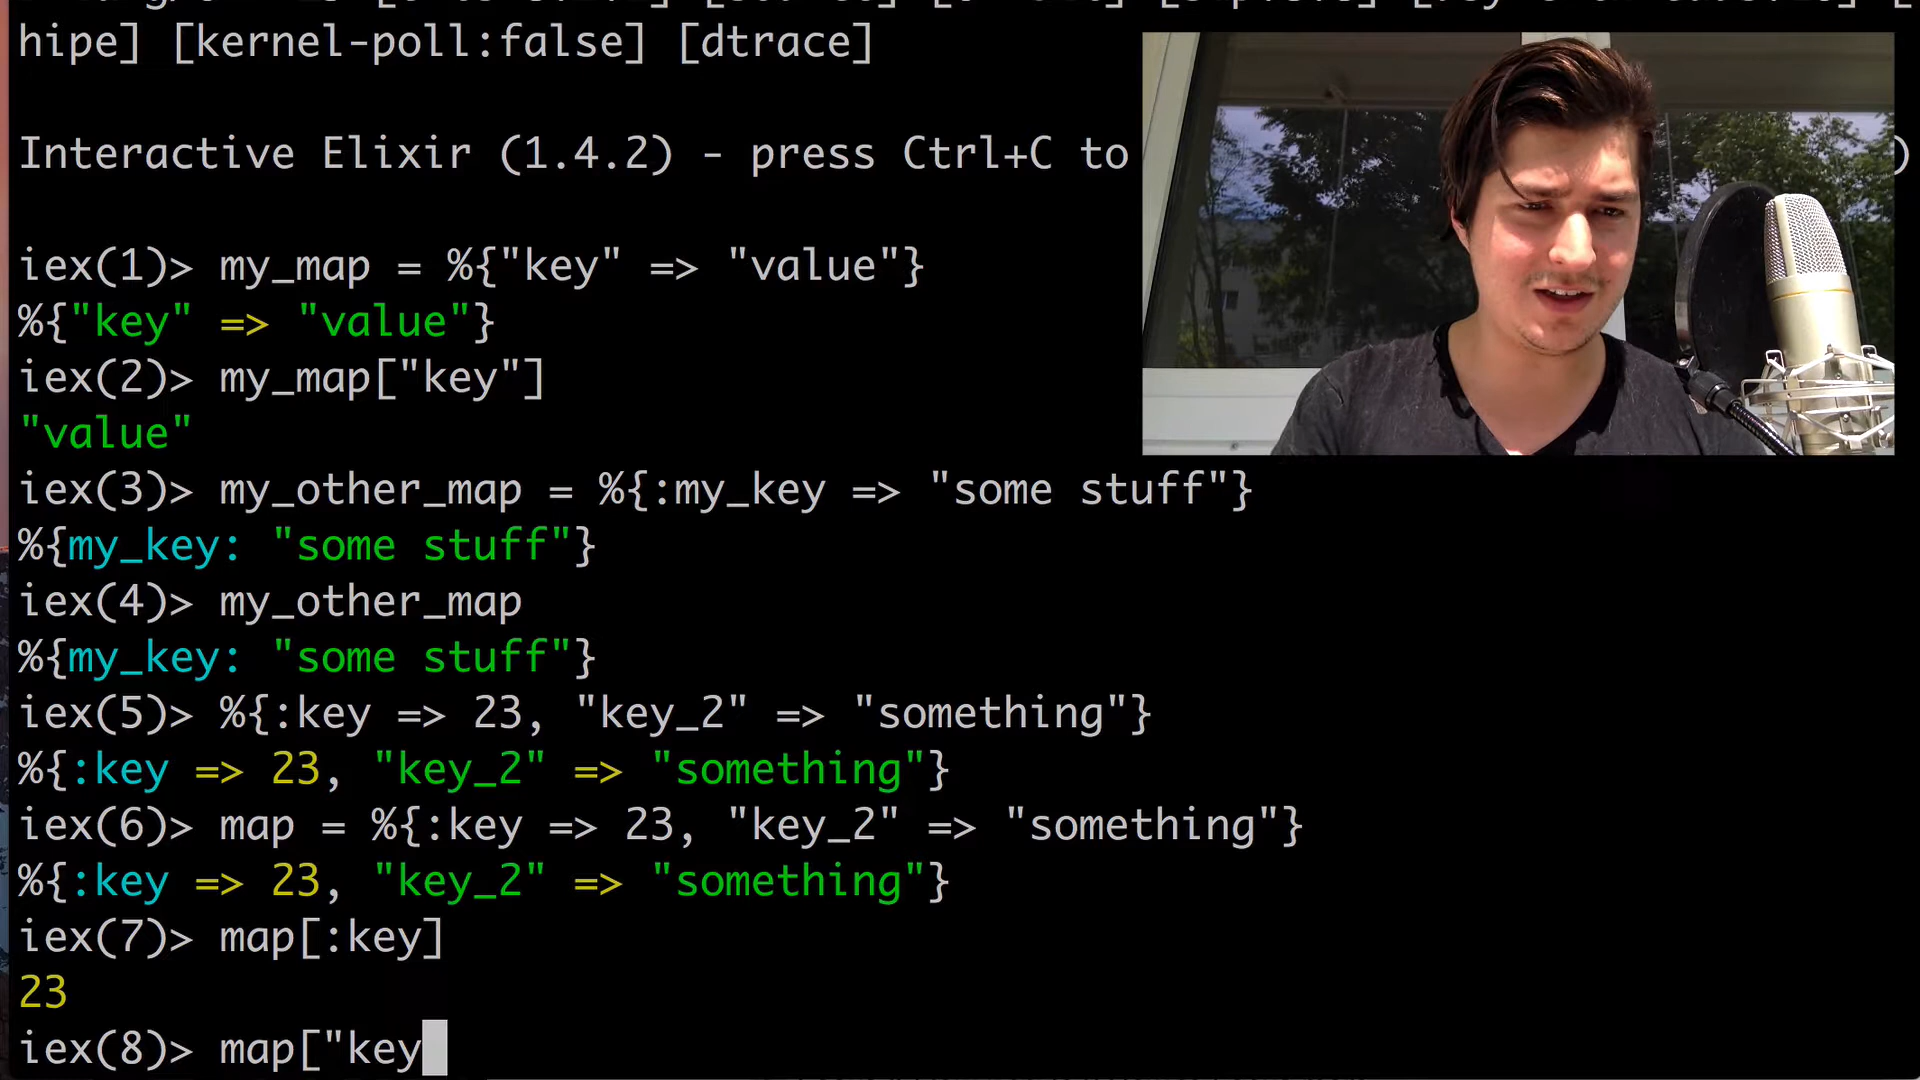 hipe] [kernel-poll:false] [dtrace]
Interactive Elixir (1.4.2) - press Ctrl+C to )
iex(1)> my_map = %{"key" => "value"}
%{"key" => "value"}
iex(2)> my_map["key"]
"value"
iex(3)> my_other_map = %{:my_key => "some stuff"}
%{my_key: "some stuff"}
iex(4)> my_other_map
%{my_key: "some stuff"}
iex(5)> %{:key => 23, "key_2" => "something"}
%{:key => 23, "key_2" => "something"}
iex(6)> map = %{:key => 23, "key_2" => "something"}
%{:key => 23, "key_2" => "something"}
iex(7)> map[:key]
23
iex(8)> map["key